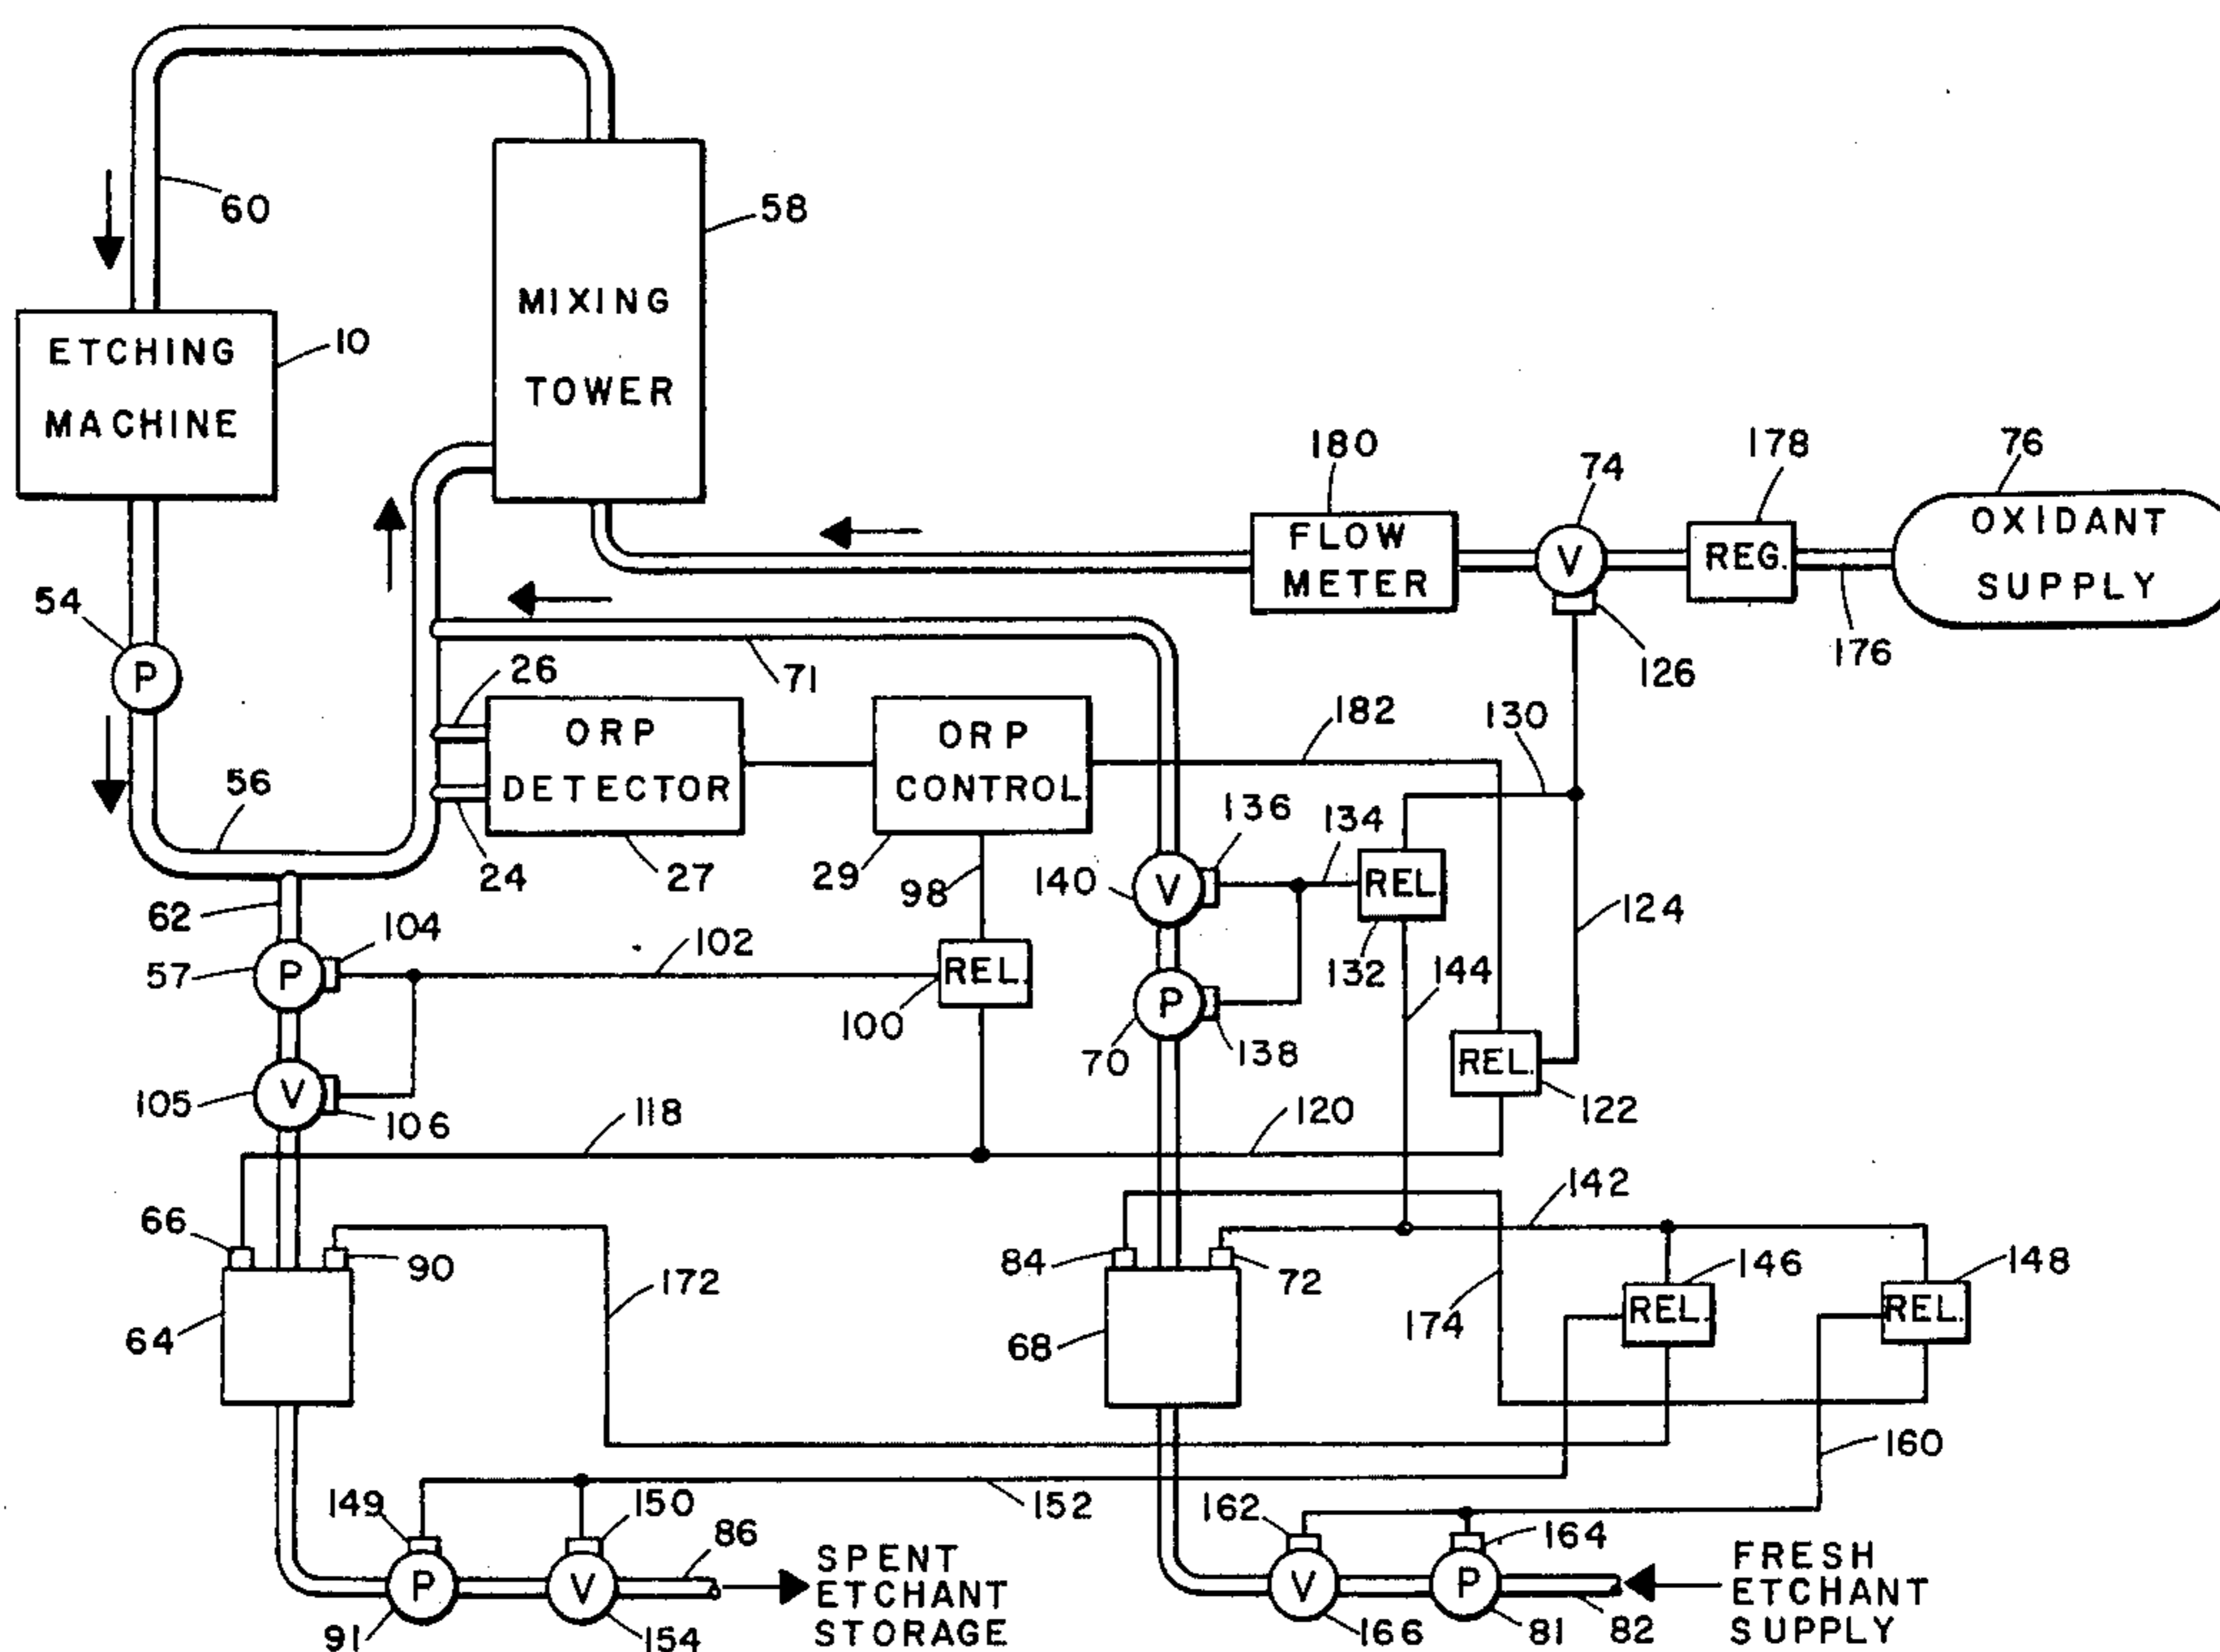 60
58
MIXING
TOWER
ETCHING
MACHINE
10
180
74
178
76
FLOW
METER
V
REG.
OXIDANT
SUPPLY
126
176
54
P
71
26
ORP
DETECTOR
ORP
CONTROL
182
130
56
24
27
29
98
136
134
V
140
REL.
132
124
62
104
57
P
102
REL.
100
144
P
70
138
REL.
122
V
105
106
118
120
66
90
172
84
72
142
146
148
REL.
REL.
64
68
174
160
149
150
152
162
164
86
P
91
V
154
SPENT
ETCHANT
STORAGE
V
166
P
81
82
FRESH
ETCHANT
SUPPLY